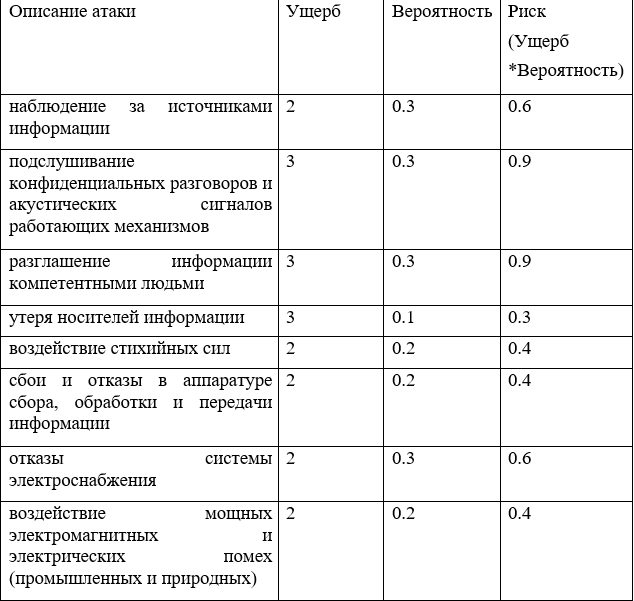 Описание атаки Ущерб Вероятность Риск
(Ущерб
*Вероятность)
наблюдение за источниками 2 0.3 0.6
информации
подслушивание 3 0.3 0.9
конфиденциальных разговоров и
акустических сигналов
работающих механизмов
разглашение информации 3 0.3 0.9
компетентными людьми
утеря носителей информации 3 0.1 0.3
воздействие стихийных сил 2 0.2 0.4
сбои и отказы в аппаратуре 2 0.2 0.4
сбора, обработки и передачи
информации
отказы системы 2 0.3 0.6
электроснабжения
воздействие мощных 2 0.2 0.4
электромагнитных и
электрических помех
(промышленных и природных)